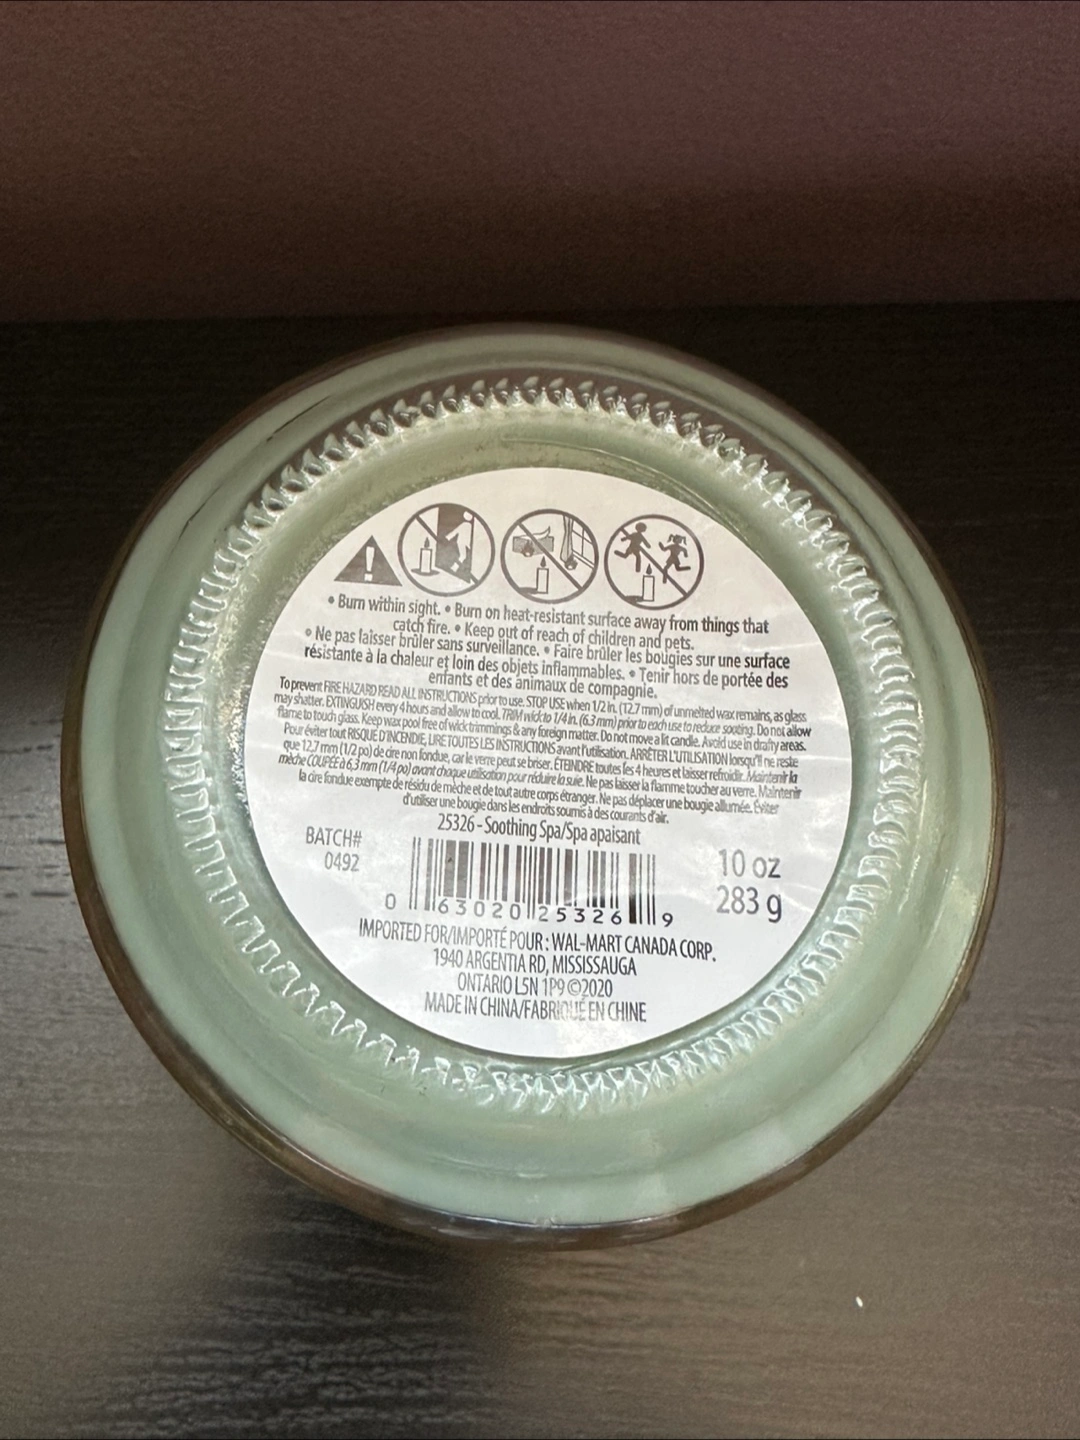 • Burn within sight. • Burn on heat-resistant surface away from things that
catch fire. • Keep out of reach of children and pets.
• Ne pas laisser brûler sans surveillance. • Faire brûler les bougies sur une surface
résistante à la chaleur et loin des objets inflammables. • Tenir hors de portée des
enfants et des animaux de compagnie.
To prevent FIRE HAZARD READ ALL INSTRUCTIONS prior to use. STOP USE when 1/2 in. (12.7 mm) of unmelted wax remains, as glass
may shatter. EXTINGUISH every 4 hours and allow to cool. TRIM wick to 1/4 in. (6.3 mm) prior to each use to reduce sooting. Do not allow
flame to touch glass. Keep wax pool free of wick trimmings & any foreign matter. Do not move a lit candle. Avoid use in drafty areas.
Pour éviter tout RISQUE D'INCENDIE, LIRE TOUTES LES INSTRUCTIONS avant l'utilisation. ARRÊTER L'UTILISATION lorsqu'il ne reste
que 12.7 mm (1/2 po) de cire non fondue, car le verre peut se briser. ÉTEINDRE toutes les 4 heures et laisser refroidir. Maintenir la
mèche COUPÉE à 6.3 mm (1/4 po) avant chaque utilisation pour réduire la suie. Ne pas laisser la flamme toucher au verre. Maintenir
la cire fondue exempte de résidu de mèche et de tout autre corps étranger. Ne pas déplacer une bougie allumée. Éviter
d'utiliser une bougie dans les endroits soumis à des courants d'air.
25326 - Soothing Spa/Spa apaisant
BATCH#
0492
0 63020 25326 9
10 oz
283 g
IMPORTED FOR/IMPORTÉ POUR : WAL-MART CANADA CORP.
1940 ARGENTIA RD, MISSISSAUGA
ONTARIO L5N 1P9 ©2020
MADE IN CHINA/FABRIQUÉ EN CHINE